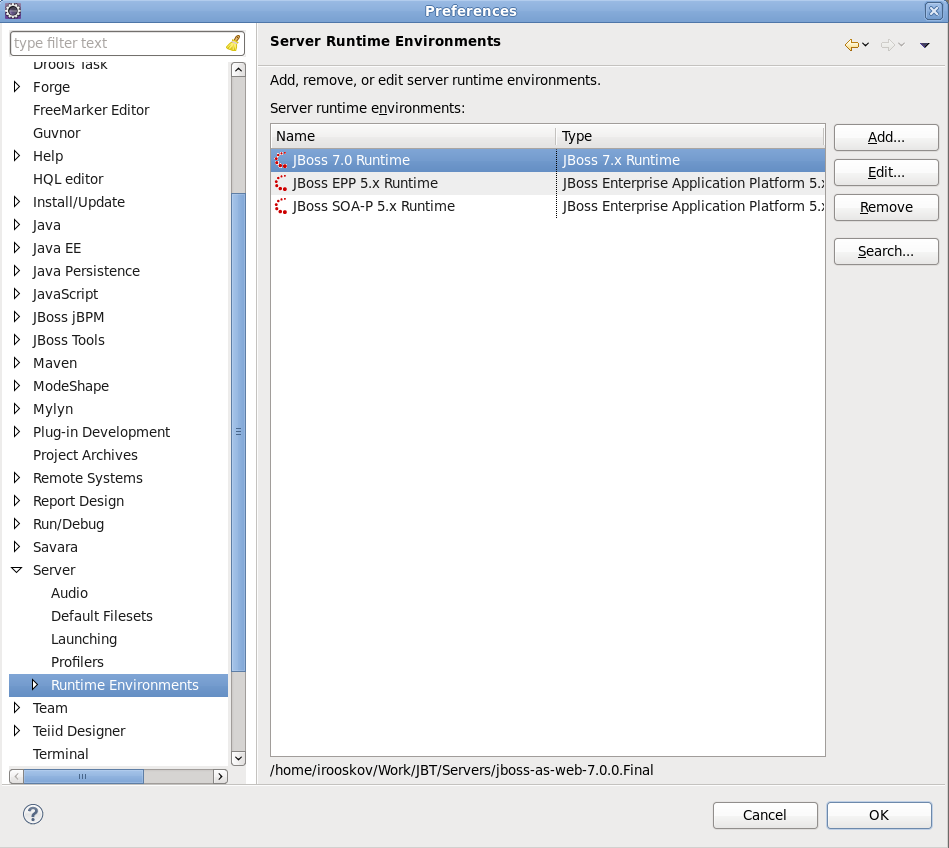 Preferences
type filter text
Drools Task
Forge
FreeMarker Editor
Guvnor
Help
HQL editor
Install/Update
Java
Java EE
Java Persistence
JavaScript
JBoss jBPM
JBoss Tools
Maven
ModeShape
Mylyn
Plug-in Development
Project Archives
Remote Systems
Report Design
Run/Debug
Savara
Server
Audio
Default Filesets
Launching
Profilers
Runtime Environments
Team
Teiid Designer
Terminal
Server Runtime Environments
Add, remove, or edit server runtime environments.
Server runtime environments:
Name Type
JBoss 7.0 Runtime JBoss 7.x Runtime
JBoss EPP 5.x Runtime JBoss Enterprise Application Platform 5.x
JBoss SOA-P 5.x Runtime JBoss Enterprise Application Platform 5.x
Add...
Edit...
Remove
Search...
/home/irooskov/Work/JBT/Servers/jboss-as-web-7.0.0.Final
?
Cancel OK